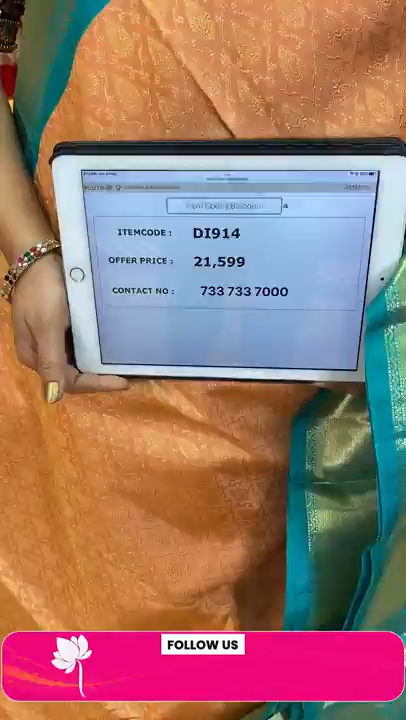 ITEMCODE : DI914
OFFER PRICE : 21,599
CONTACT NO : 733 733 7000
FOLLOW US